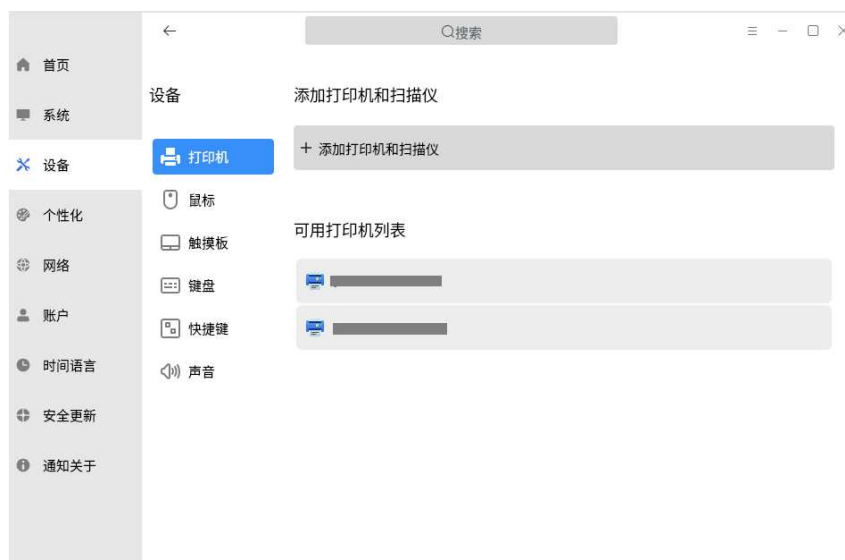 搜索
首页
系统
设备
个性化
网络
账户
时间语言
安全更新
通知关于
设备
打印机
鼠标
触摸板
键盘
快捷键
声音
添加打印机和扫描仪
+ 添加打印机和扫描仪
可用打印机列表